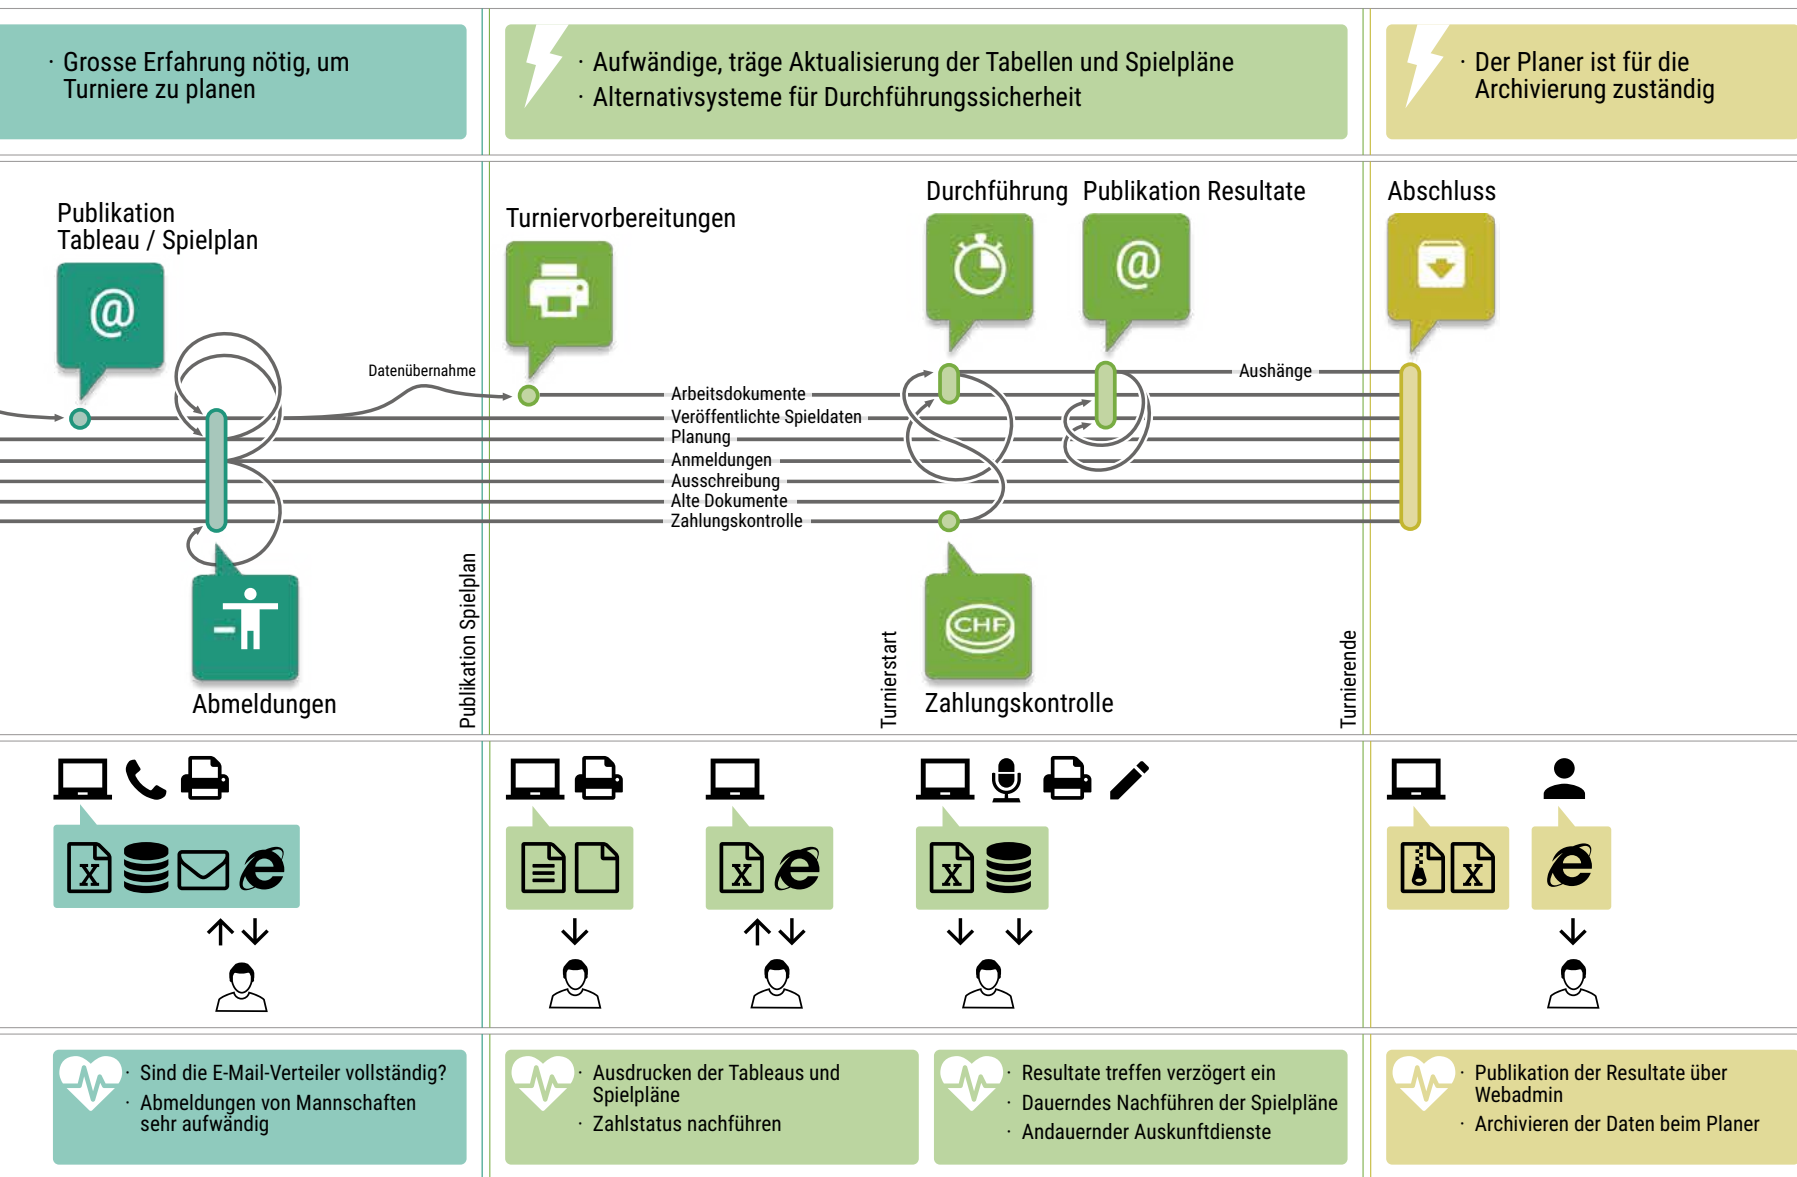 · Grosse Erfahrung nötig, um
Turniere zu planen
· Aufwändige, träge Aktualisierung der Tabellen und Spielpläne
· Alternativsysteme für Durchführungssicherheit
· Der Planer ist für die
Archivierung zuständig
Publikation
Tableau / Spielplan
@
Turniervorbereitungen
Durchführung
Publikation Resultate
@
Abschluss
Datenübernahme
Aushänge
Arbeitsdokumente
Veröffentlichte Spieldaten
Planung
Anmeldungen
Ausschreibung
Alte Dokumente
Zahlungskontrolle
Publikation Spielplan
Turnierstart
Turnierende
CHF
Abmeldungen
Zahlungskontrolle
X
X
X
X
· Sind die E-Mail-Verteiler vollständig?
· Abmeldungen von Mannschaften
sehr aufwändig
· Ausdrucken der Tableaus und
Spielpläne
· Zahlstatus nachführen
· Resultate treffen verzögert ein
· Dauerndes Nachführen der Spielpläne
· Andauernder Auskunftdienste
· Publikation der Resultate über
Webadmin
· Archivieren der Daten beim Planer